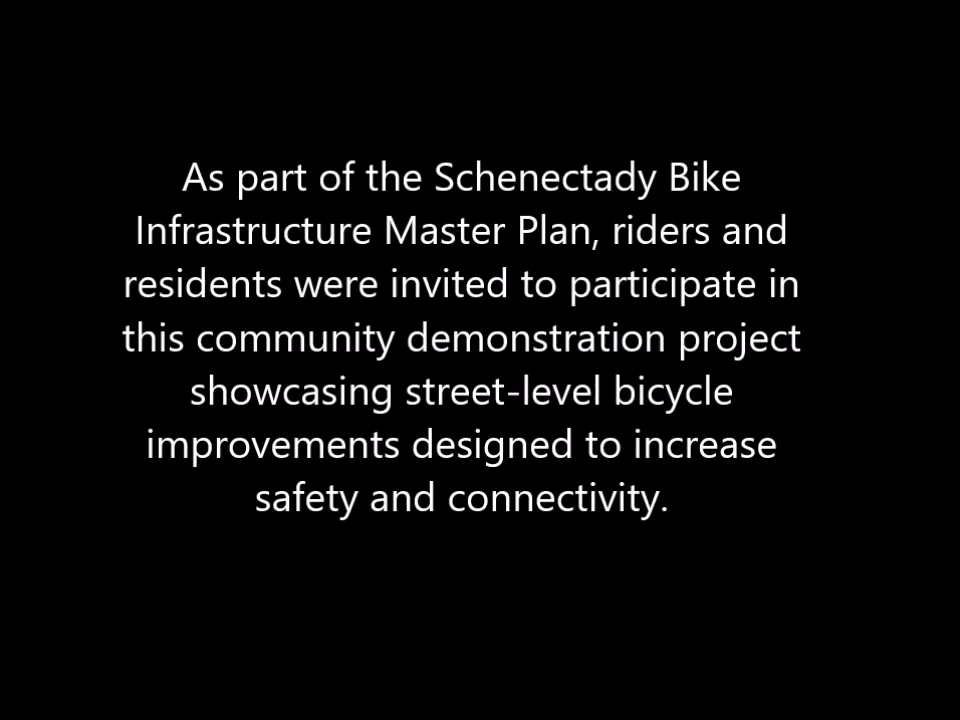 As part of the Schenectady Bike
Infrastructure Master Plan, riders and
residents were invited to participate in
this community demonstration project
showcasing street-level bicycle
improvements designed to increase
safety and connectivity.